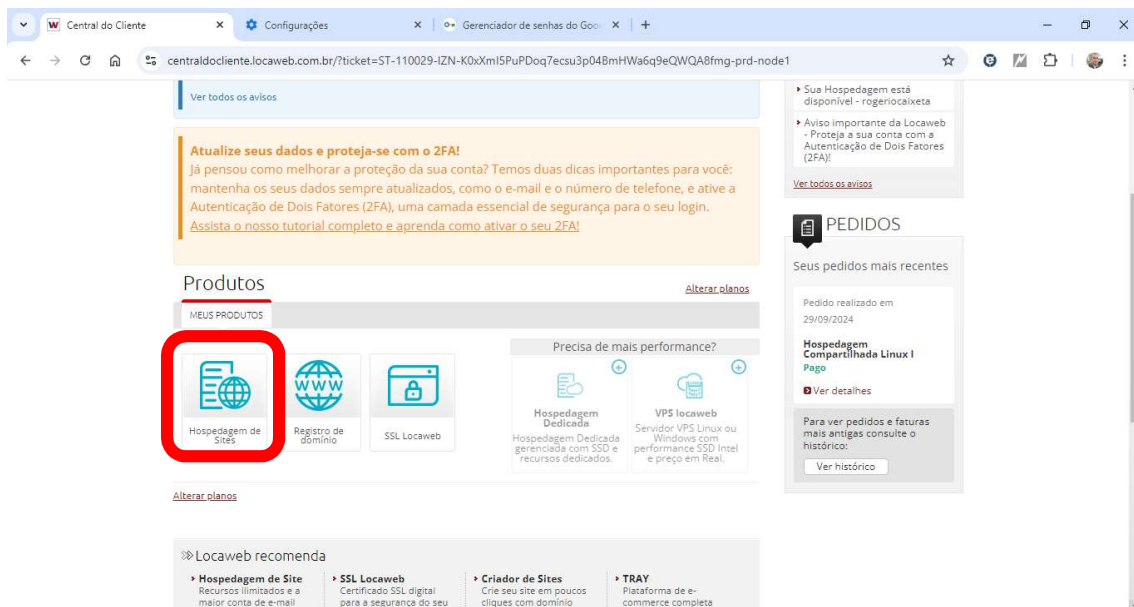 Central do Cliente
Configurações
Gerenciador de senhas do Goo
centraldocliente.locaweb.com.br/?ticket=ST-110029-IZN-K0xXmI5PuPDoq7ecsu3p04BmHWa6q9eQWQA8fmg-prd-node1
Ver todos os avisos
Atualize seus dados e proteja-se com o 2FA!
Já pensou como melhorar a proteção da sua conta? Temos duas dicas importantes para você:
mantenha os seus dados sempre atualizados, como o e-mail e o número de telefone, e ative a
Autenticação de Dois Fatores (2FA), uma camada essencial de segurança para o seu login.
Assista o nosso tutorial completo e aprenda como ativar o seu 2FA!
Produtos
Alterar planos
MEUS PRODUTOS
Hospedagem de
Sites
WWW
Registro de
domínio
SSL Locaweb
Precisa de mais performance?
Hospedagem
Dedicada
Hospedagem Dedicada
gerenciada com SSD e
recursos dedicados.
VPS locaweb
Servidor VPS Linux ou
Windows com
performance SSD Intel
e preço em Real.
Alterar planos
Locaweb recomenda
Hospedagem de Site
Recursos ilimitados e a
maior conta de e-mail
SSL Locaweb
Certificado SSL digital
para a segurança do seu
Criador de Sites
Crie seu site em poucos
cliques com domínio
TRAY
Plataforma de e-
commerce completa
Sua Hospedagem está
disponível - rogeriocaixeta
Aviso importante da Locaweb
- Proteja a sua conta com a
Autenticação de Dois Fatores
(2FA)!
Ver todos os avisos
PEDIDOS
Seus pedidos mais recentes
Pedido realizado em
29/09/2024
Hospedagem
Compartilhada Linux I
Pago
Ver detalhes
Para ver pedidos e faturas
mais antigas consulte o
histórico:
Ver histórico